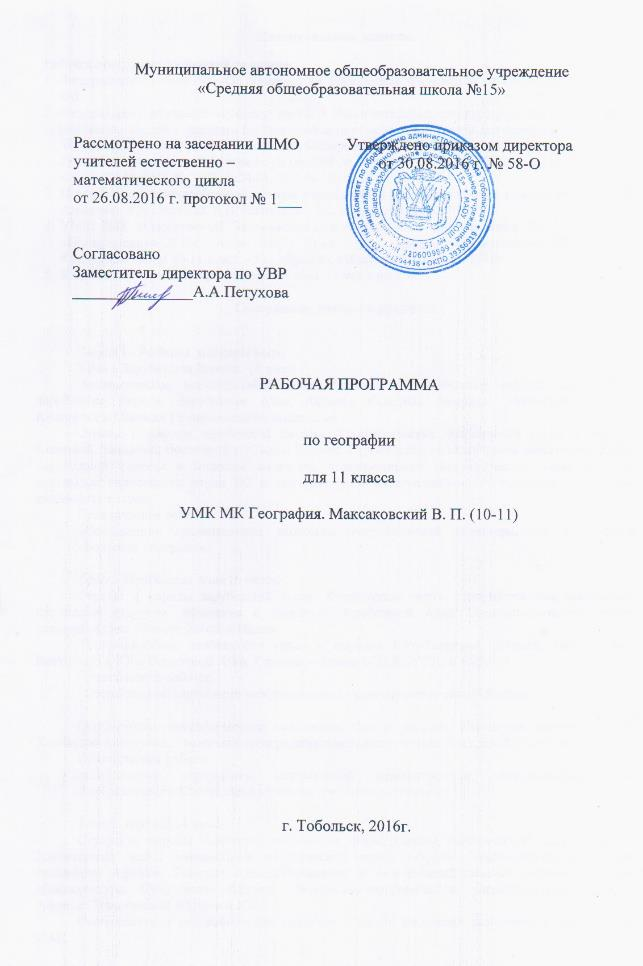 Муниципальное автономное общеобразовательное учреждение
«Средняя общеобразовательная школа №15»
Рассмотрено на заседании ШМО
учителей естественно –
математического цикла
от 26.08.2016 г. протокол № 1___
Утверждено приказом директора
от 30.08.2016 г. № 58-О
Согласовано
Заместитель директора по УВР
_______________А.А.Петухова
РАБОЧАЯ ПРОГРАММА
по географии
для 11 класса
УМК МК География. Максаковский В. П. (10-11)
г. Тобольск, 2016г.